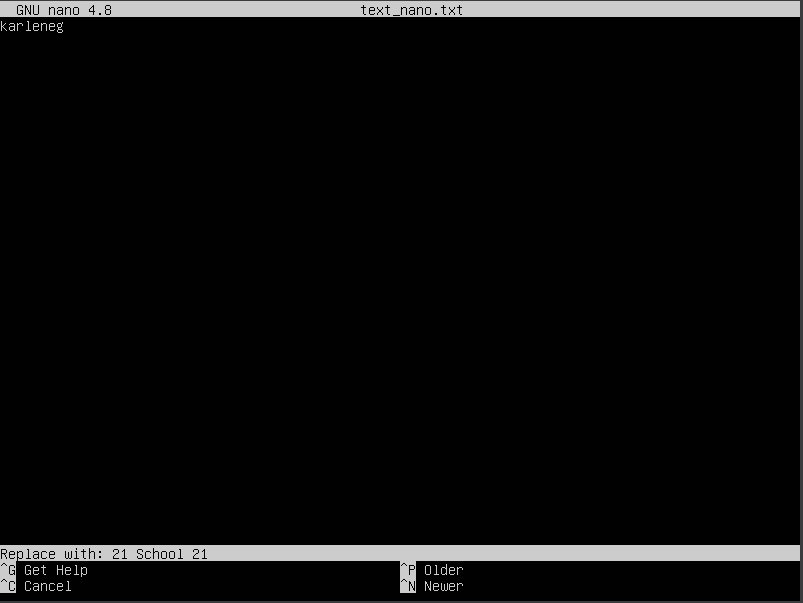 GNU nano 4.8 text_nano.txt
karleneg
Replace with: 21 School 21
^G Get Help ^P Older
^C Cancel ^N Newer